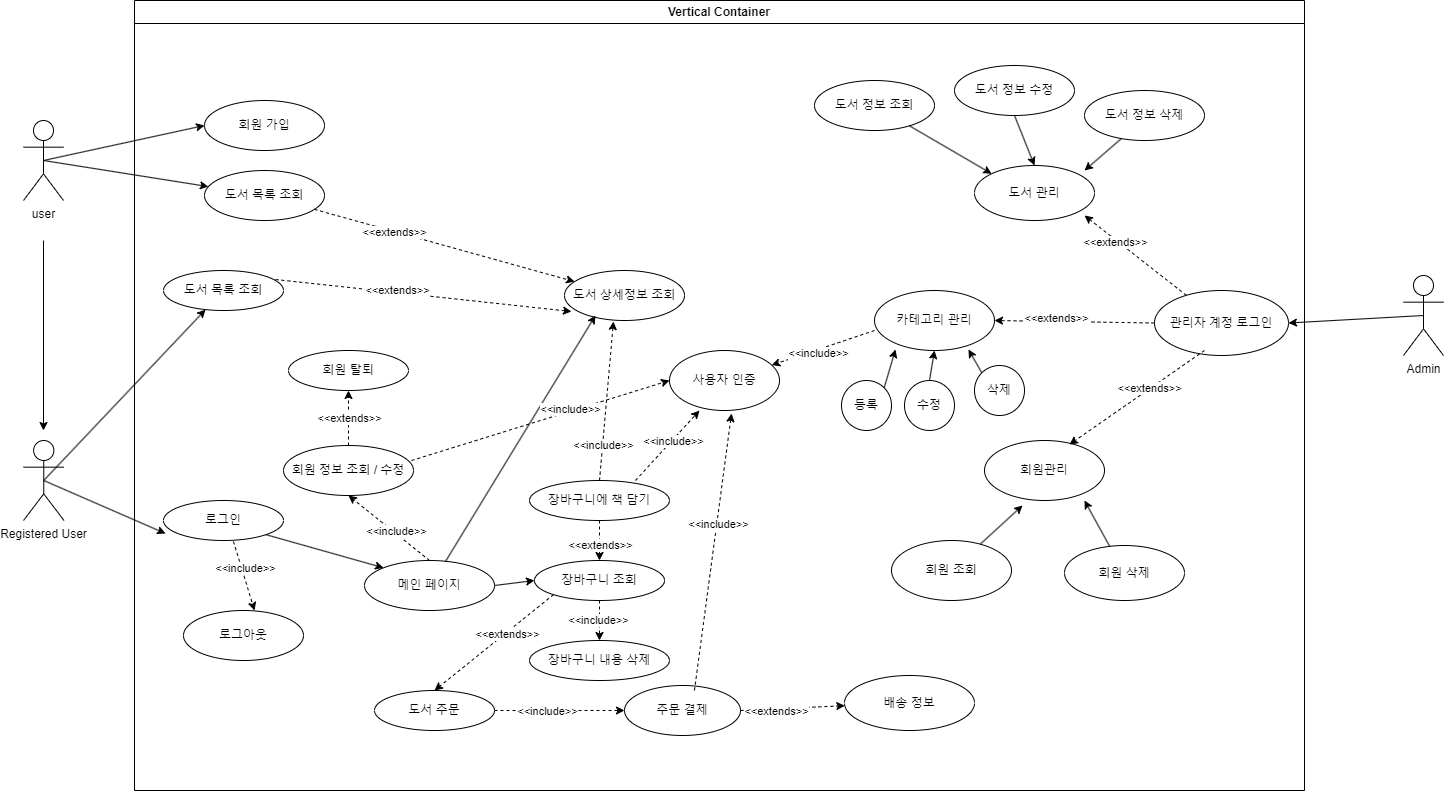 Vertical Container
회원 가입
도서 목록 조회
user
<<extends>>
도서 목록 조회
<<extends>>
도서 상세정보 조회
회원 탈퇴
<<extends>>
사용자 인증
<<include>>
회원 정보 조회 / 수정
<<include>>
<<include>>
장바구니에 책 담기
Registered User
로그인
<<include>>
<<include>>
<<include>>
<<extends>>
메인 페이지
장바구니 조회
로그아웃
<<extends>>
<<include>>
장바구니 내용 삭제
도서 주문
<<include>>
주문 결제
<<extends>>
배송 정보
도서 정보 조회
도서 정보 수정
도서 정보 삭제
도서 관리
<<extends>>
카테고리 관리
<<extends>>
관리자 계정 로그인
<<include>>
등록
수정
삭제
<<extends>>
Admin
회원관리
회원 조회
회원 삭제